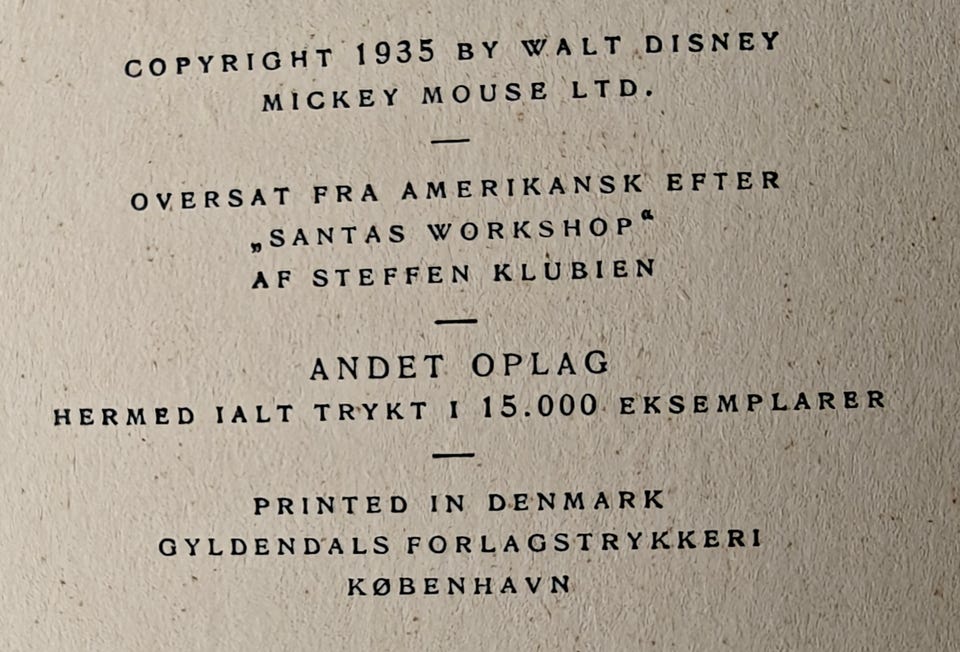 COPYRIGHT 1935 BY WALT DISNEY
MICKEY MOUSE LTD.
OVERSAT FRA AMERIKANSK EFTER
„SANTAS WORKSHOP“
AF STEFFEN KLUBIEN
ANDET OPLAG
HERMED IALT TRYKT I 15.000 EKSEMPLARER
PRINTED IN DENMARK
GYLDENDALS FORLAGSTRYKKERI
KØBENHAVN